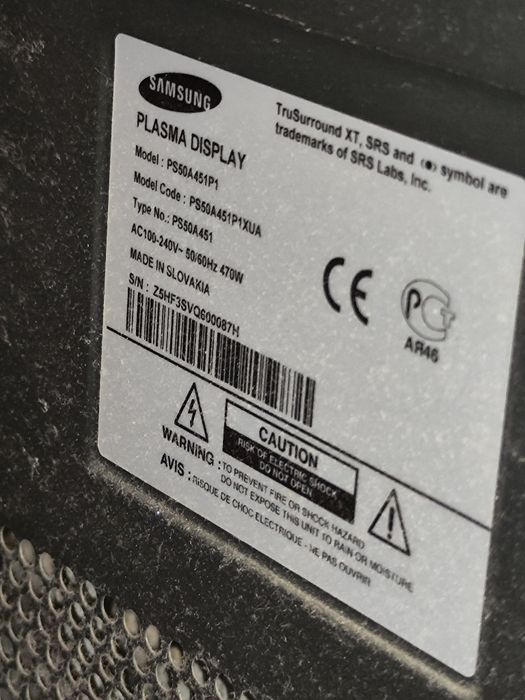 SAMSUNG
TruSurround XT, SRS and (●) symbol are
trademarks of SRS Labs, Inc.
PLASMA DISPLAY
Model : PS50A451P1
Model Code : PS50A451P1XUA
Type No.: PS50A451
AC100-240V~ 50/60Hz 470W
MADE IN SLOVAKIA
S/N : Z5HF3SVQ600087H
CE
PCT
АЯ46
CAUTION
RISK OF ELECTRIC SHOCK
DO NOT OPEN
WARNING : TO PREVENT FIRE OR SHOCK HAZARD
DO NOT EXPOSE THIS UNIT TO RAIN OR MOISTURE
AVIS : RISQUE DE CHOC ELECTRIQUE - NE PAS OUVRIR